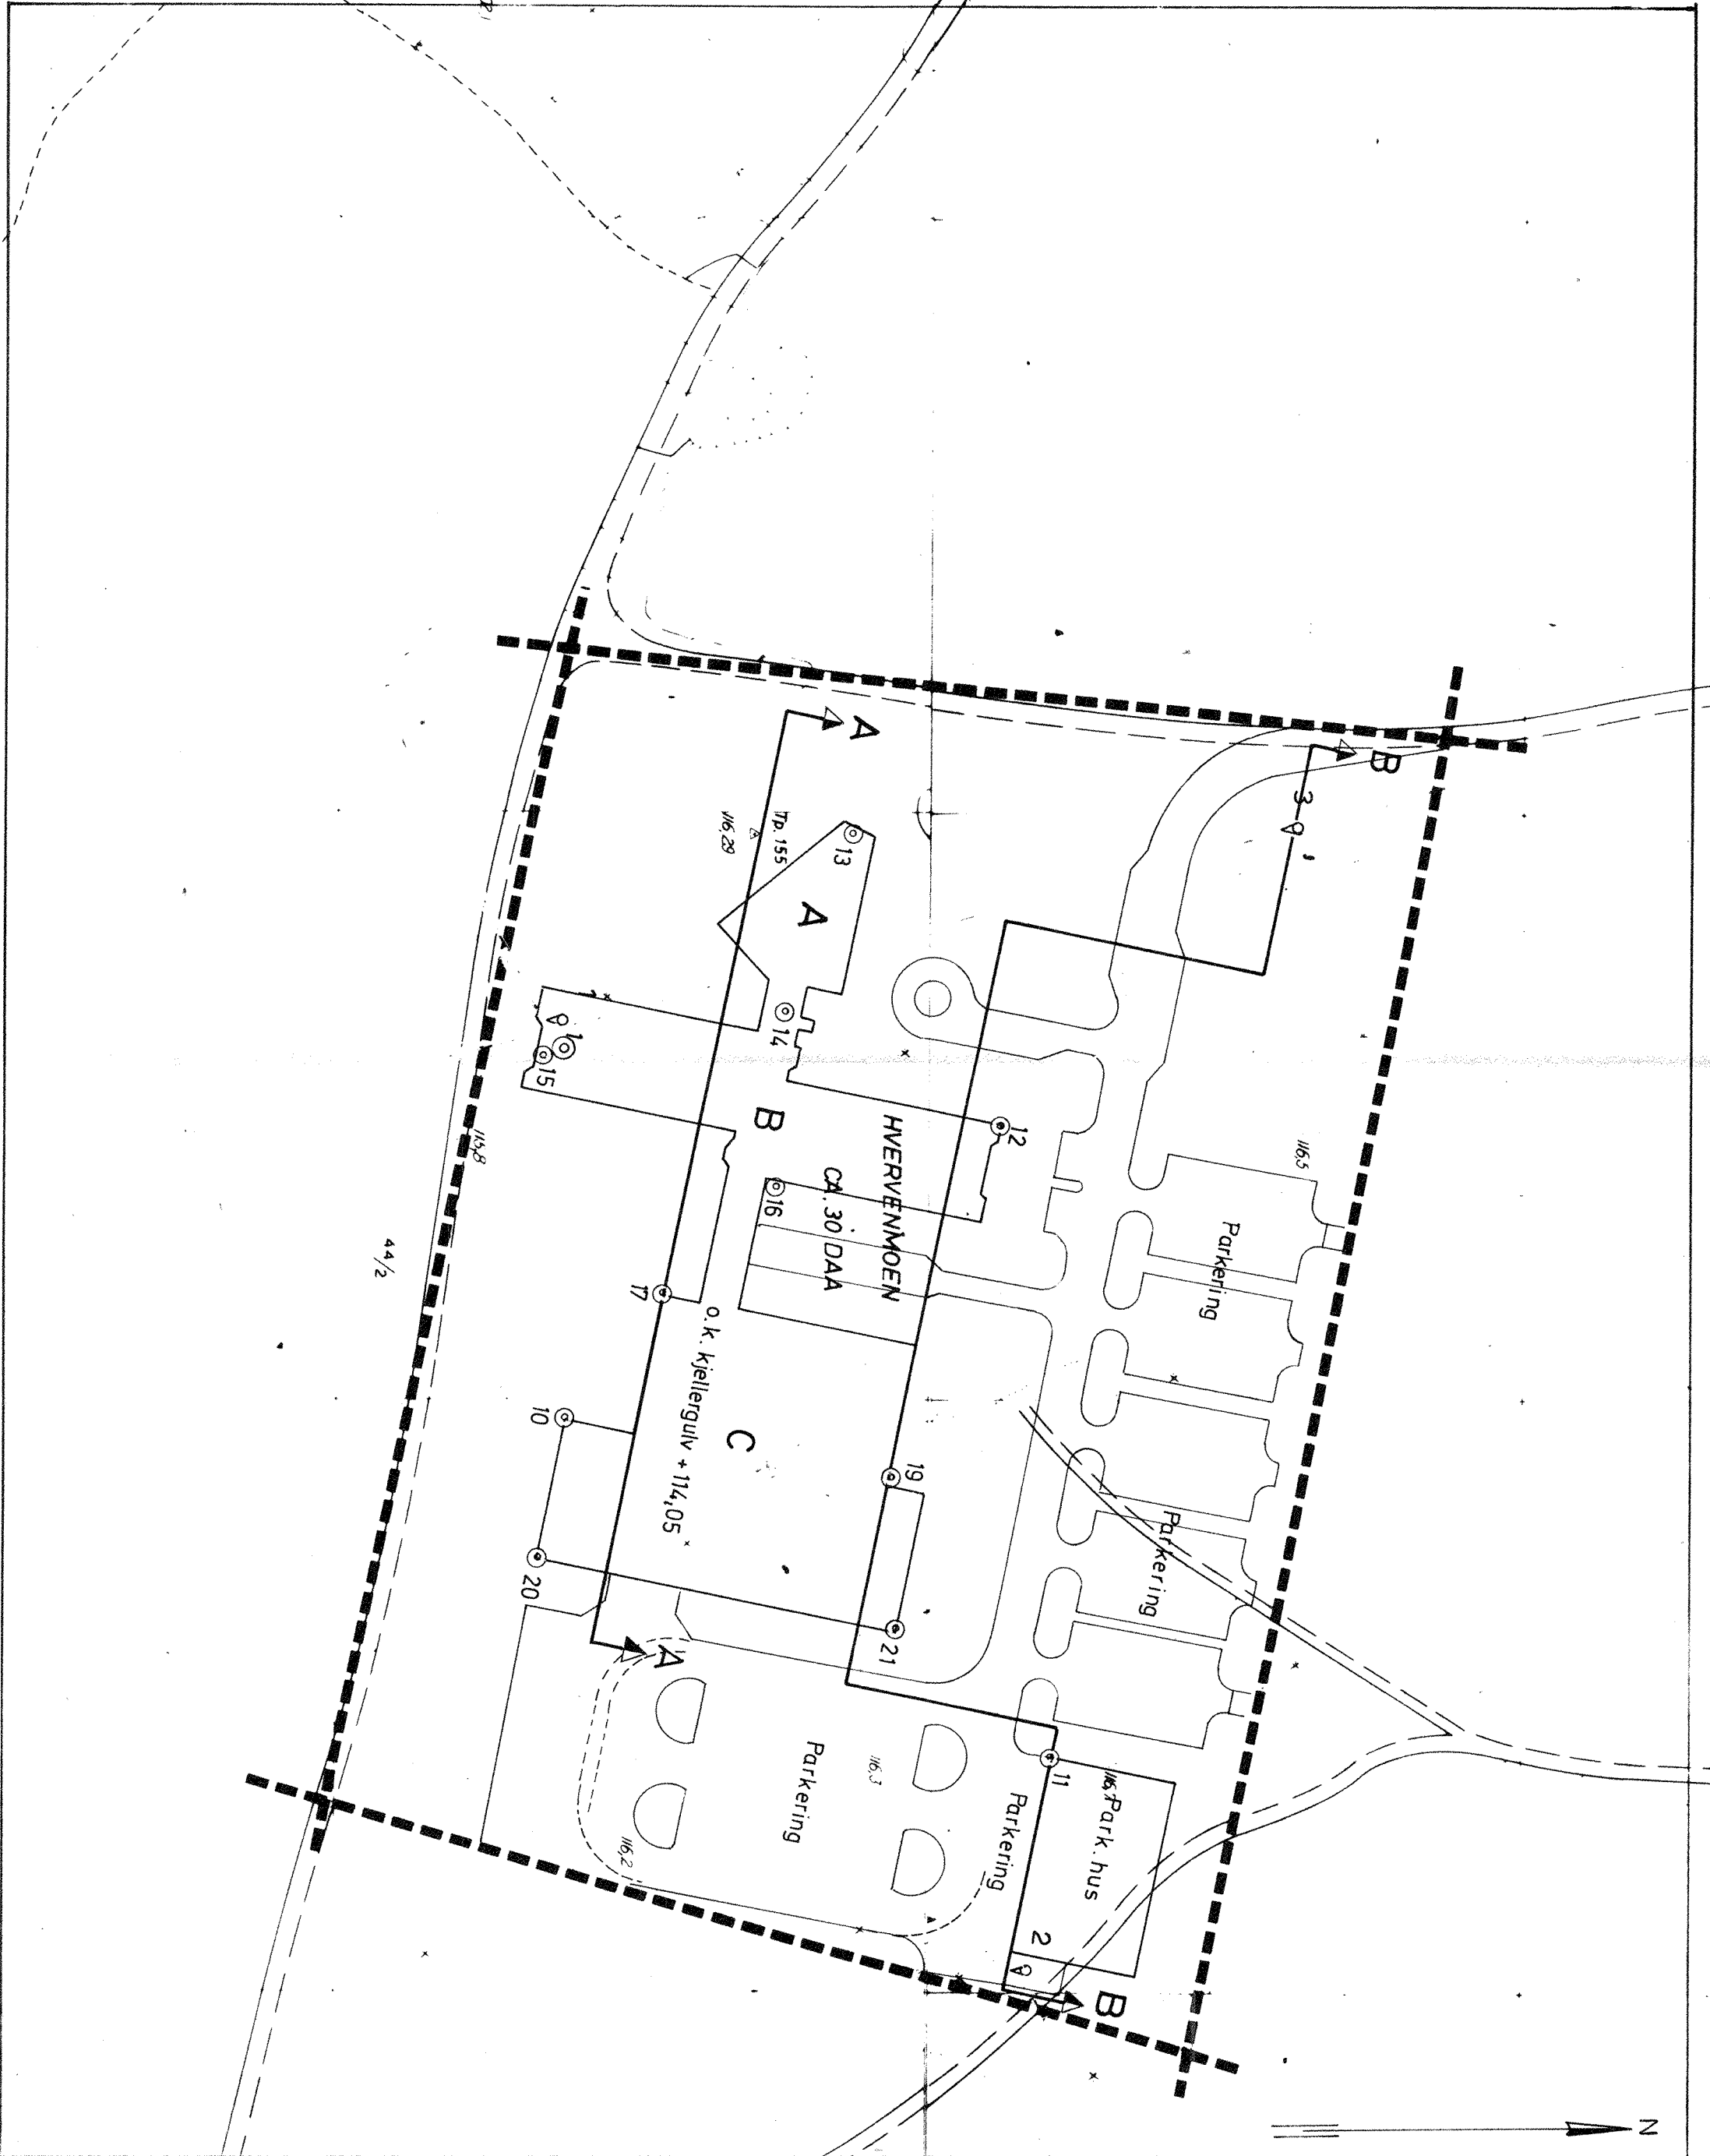 N
A
B
3
Tp. 155
116,29
13
A
14
1
15
B
12
16
HVERVENMOEN
CA. 30 DAA
116,5
Parkering
115,8
44/2
17
o.k. kjellergulv + 114,05
10
C
19
Parkering
20
21
A
Parkering
116,3
116,2
11
Park. hus
Parkering
2
B